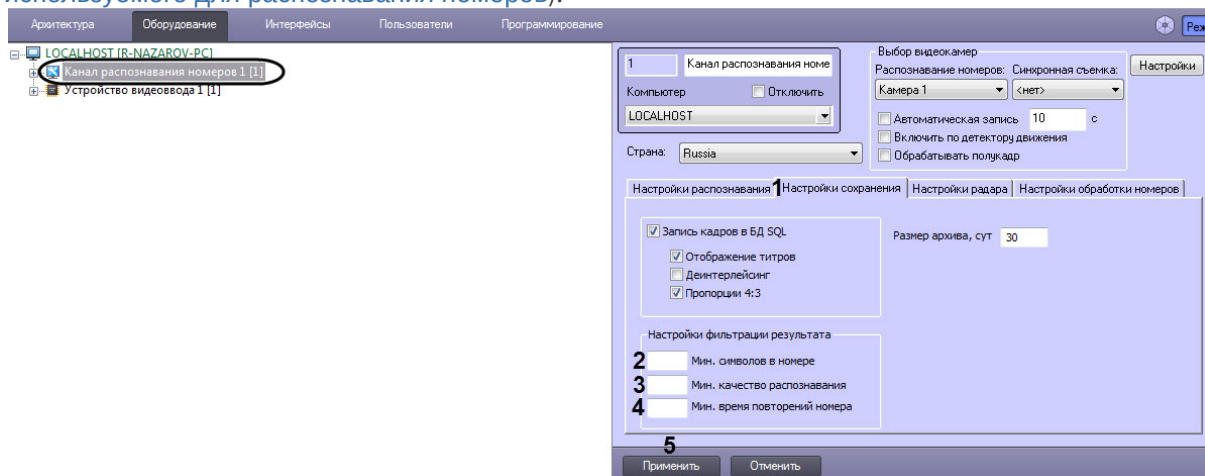 используемого для распознавания номеров).
Архитектура Оборудование Интерфейсы Пользователи Программирование
LOCALHOST [R-NAZAROV-PC]
Канал распознавания номеров 1 [1]
Устройство видеоввода 1 [1]
1 Канал распознавания номе
Компьютер Отключить
LOCALHOST
Страна: Russia
Выбор видеокамер
Распознавание номеров: Синхронная съемка:
Камера 1 <нет>
Автоматическая запись 10 с
Включить по детектору движения
Обрабатывать полукадр
Настройки
Настройки распознавания 1 Настройки сохранения Настройки радара Настройки обработки номеров
Запись кадров в БД SQL
Отображение титров
Деинтерлейсинг
Пропорции 4:3
Размер архива, сут 30
Настройки фильтрации результата
2 Мин. символов в номере
3 Мин. качество распознавания
4 Мин. время повторений номера
5
Применить Отменить